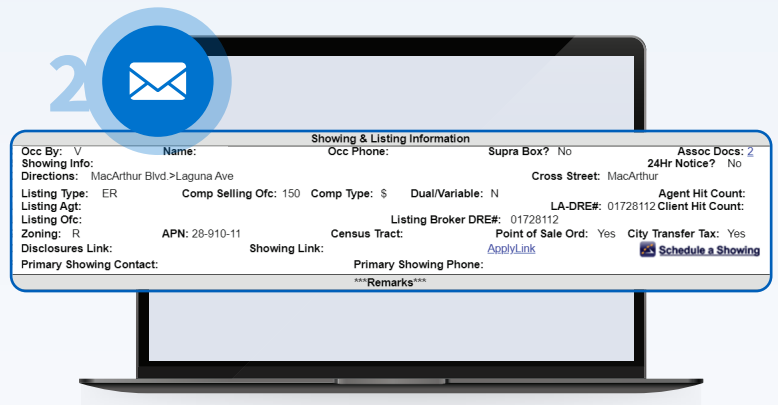 2
Showing & Listing Information
Occ By: V Name: Occ Phone: Supra Box? No Assoc Docs: 2
Showing Info: 24Hr Notice? No
Directions: MacArthur Blvd.>Laguna Ave Cross Street: MacArthur
Listing Type: ER Comp Selling Ofc: 150 Comp Type: $ Dual/Variable: N Agent Hit Count:
Listing Agt: LA-DRE#: 01728112 Client Hit Count:
Listing Ofc: Listing Broker DRE#: 01728112
Zoning: R APN: 28-910-11 Census Tract: Point of Sale Ord: Yes City Transfer Tax: Yes
Disclosures Link: Showing Link: ApplyLink Schedule a Showing
Primary Showing Contact: Primary Showing Phone:
***Remarks***